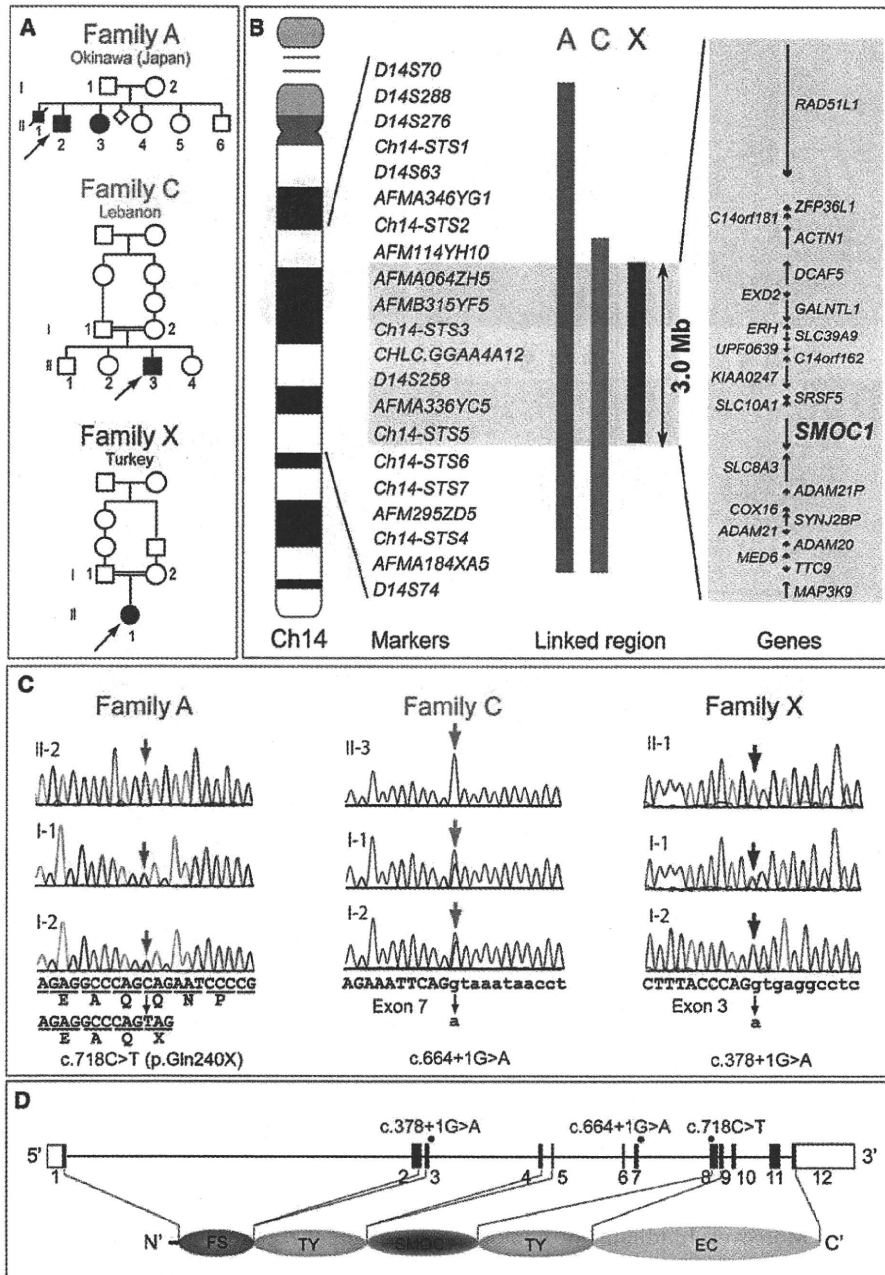 A
Family A
Okinawa (Japan)
I
1
2
II
1
2
3
4
5
6
Family C
Lebanon
I
1
2
II
1
2
3
4
Family X
Turkey
I
1
2
II
1
B
A C X
D14S70
D14S288
D14S276
Ch14-STS1
D14S63
AFMA346YG1
Ch14-STS2
AFM114YH10
AFMA064ZH5
AFMB315YF5
Ch14-STS3
CHLC.GGAA4A12
D14S258
AFMA336YC5
Ch14-STS5
Ch14-STS6
Ch14-STS7
AFM295ZD5
Ch14-STS4
AFMA184XA5
D14S74
3.0 Mb
RAD51L1
ZFP36L1
C14orf181
ACTN1
DCAF5
EXD2
GALNTL1
ERH
SLC39A9
UPF0639
C14orf162
KIAA0247
SRSF5
SLC10A1
SMOC1
SLC8A3
ADAM21P
COX16
SYNJ2BP
ADAM21
ADAM20
MED6
TTC9
MAP3K9
Ch14 Markers Linked region Genes
C
Family A
II-2
I-1
I-2
AGAGGCCCAGCAGAATCCCCG
E A Q Q N P
AGAGGCCCAGTAG
E A Q X
c.718C>T (p.Gln240X)
Family C
II-3
I-1
I-2
AGAAATTCAGgtaaataacct
Exon 7
a
c.664+1G>A
Family X
II-1
I-1
I-2
CTTTACCCAGgtgaggcctc
Exon 3
a
c.378+1G>A
D
c.378+1G>A c.664+1G>A c.718C>T
5' 3'
1 2 3 4 5 6 7 8 9 10 11 12
N' FS TY SMOC TY EC C'